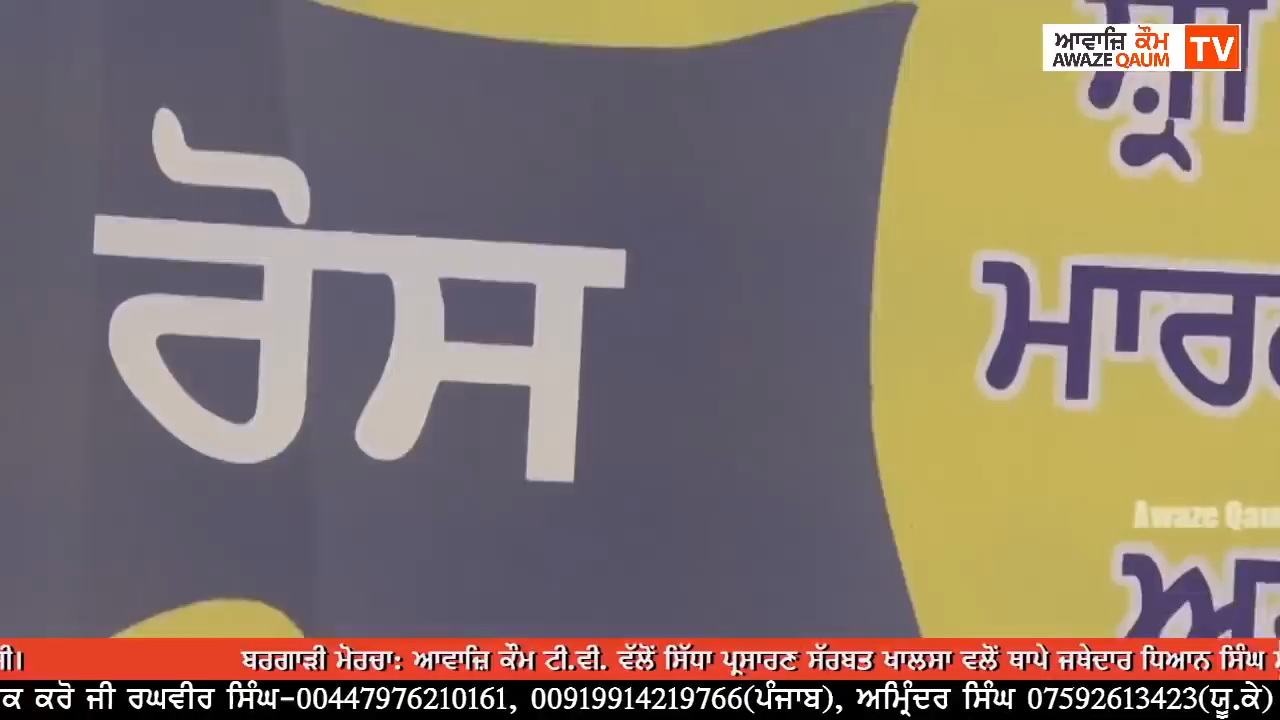 ਆਵਾਜ਼ਿ ਕੌਮ
AWAZE QAUM TV
ਸ਼੍ਰੀ
ਰੋਸ
Awaze Qaum
ਬਰਗਾੜੀ ਮੋਰਚਾ: ਆਵਾਜ਼ਿ ਕੌਮ ਟੀ.ਵੀ. ਵੱਲੋਂ ਸਿੱਧਾ ਪ੍ਰਸਾਰਣ ਸੱਰਬਤ ਖਾਲਸਾ ਵਲੋਂ ਥਾਪੇ ਜਥੇਦਾਰ ਧਿਆਨ ਸਿੰਘ
ਕ ਕਰੋ ਜੀ ਰਘਵੀਰ ਸਿੰਘ-00447976210161, 00919914219766(ਪੰਜਾਬ), ਅਮ੍ਰਿੰਦਰ ਸਿੰਘ 07592613423(ਯੂ.ਕੇ)